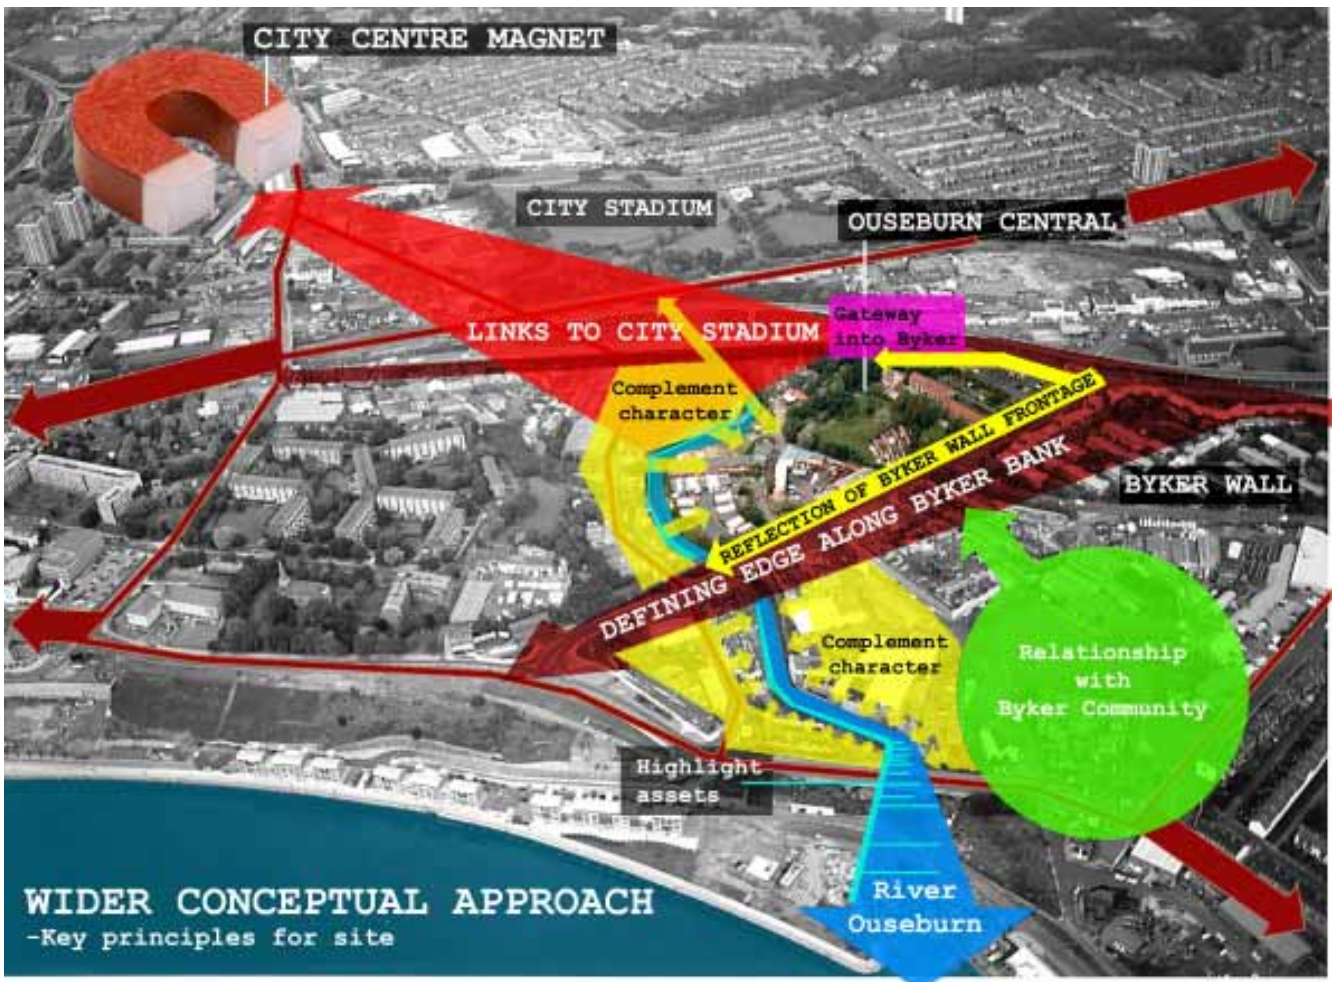 CITY CENTRE MAGNET
CITY STADIUM
OUSEBURN CENTRAL
LINKS TO CITY STADIUM
Gateway
into Byker
Complement
character
REFLECTION OF BYKER WALL FRONTAGE
DEFINING EDGE ALONG BYKER BANK
BYKER WALL
Complement
character
Relationship
with
Byker Community
Highlight
assets
River
Ouseburn
WIDER CONCEPTUAL APPROACH
-Key principles for site